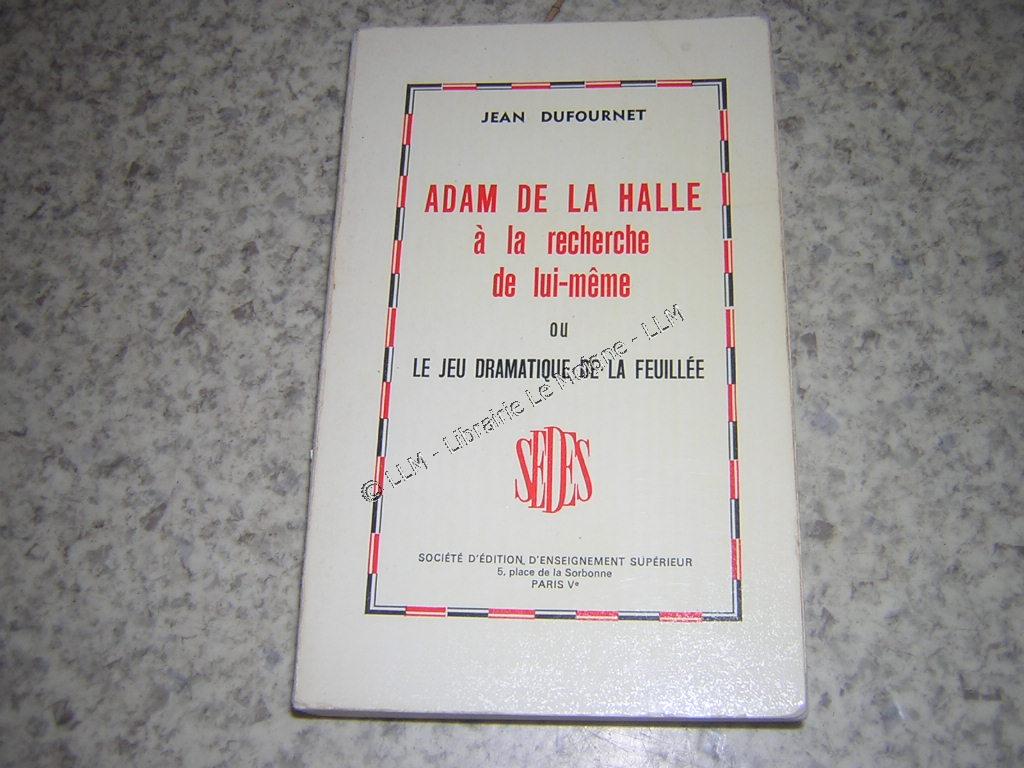 JEAN DUFOURNET
ADAM DE LA HALLE
à la recherche
de lui-même
ou
LE JEU DRAMATIQUE DE LA FEUILLÉE
© LLM - Librairie Le Molène - LLM
SEDES
SOCIÉTÉ D'ÉDITION D'ENSEIGNEMENT SUPÉRIEUR
5, place de la Sorbonne
PARIS Vᵉ